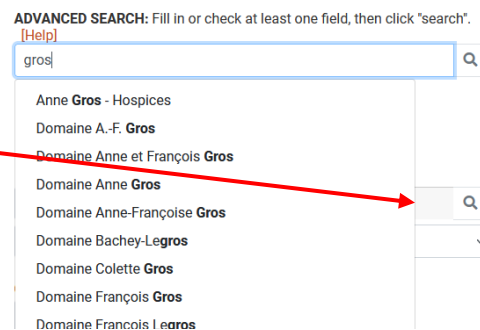 ADVANCED SEARCH: Fill in or check at least one field, then click "search".
[Help]
gros
Anne Gros - Hospices
Domaine A.-F. Gros
Domaine Anne et François Gros
Domaine Anne Gros
Domaine Anne-Françoise Gros
Domaine Bachey-Legros
Domaine Colette Gros
Domaine François Gros
Domaine François Legros